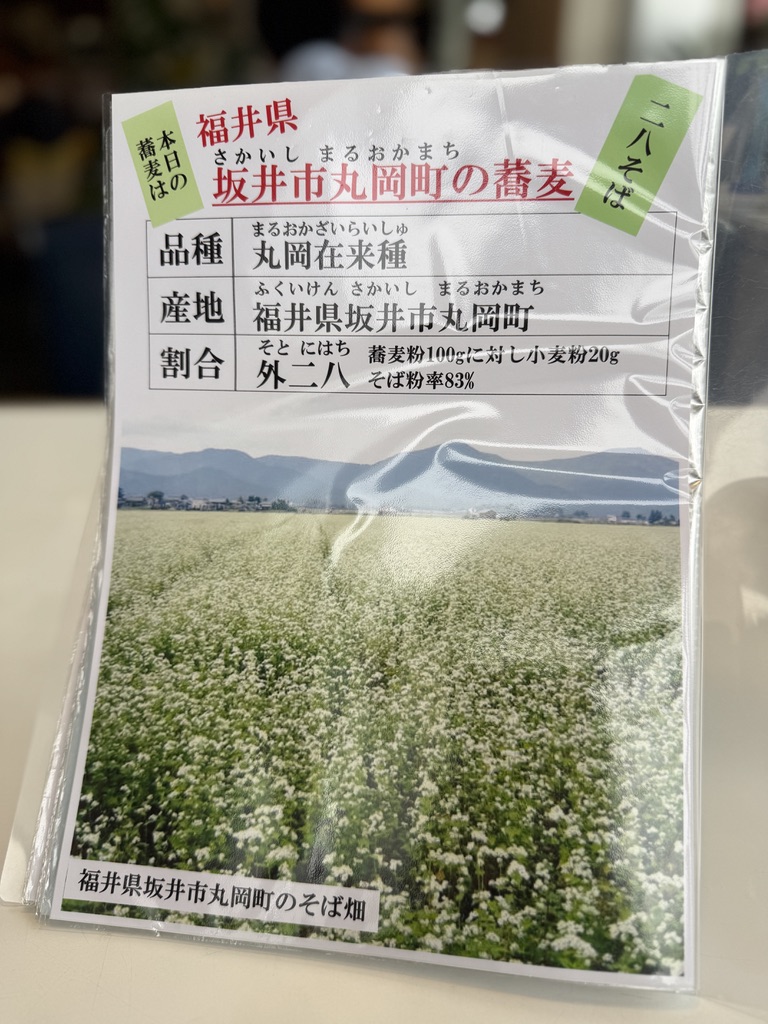 本日の
蕎麦は
福井県
さかいし まるおかまち
坂井市丸岡町の蕎麦
二八そば
まるおかざいらいしゅ
品種 丸岡在来種
ふくいけん さかいし まるおかまち
産地 福井県坂井市丸岡町
そと にはち
割合 外二八 蕎麦粉100gに対し小麦粉20g
そば粉率83%
福井県坂井市丸岡町のそば畑